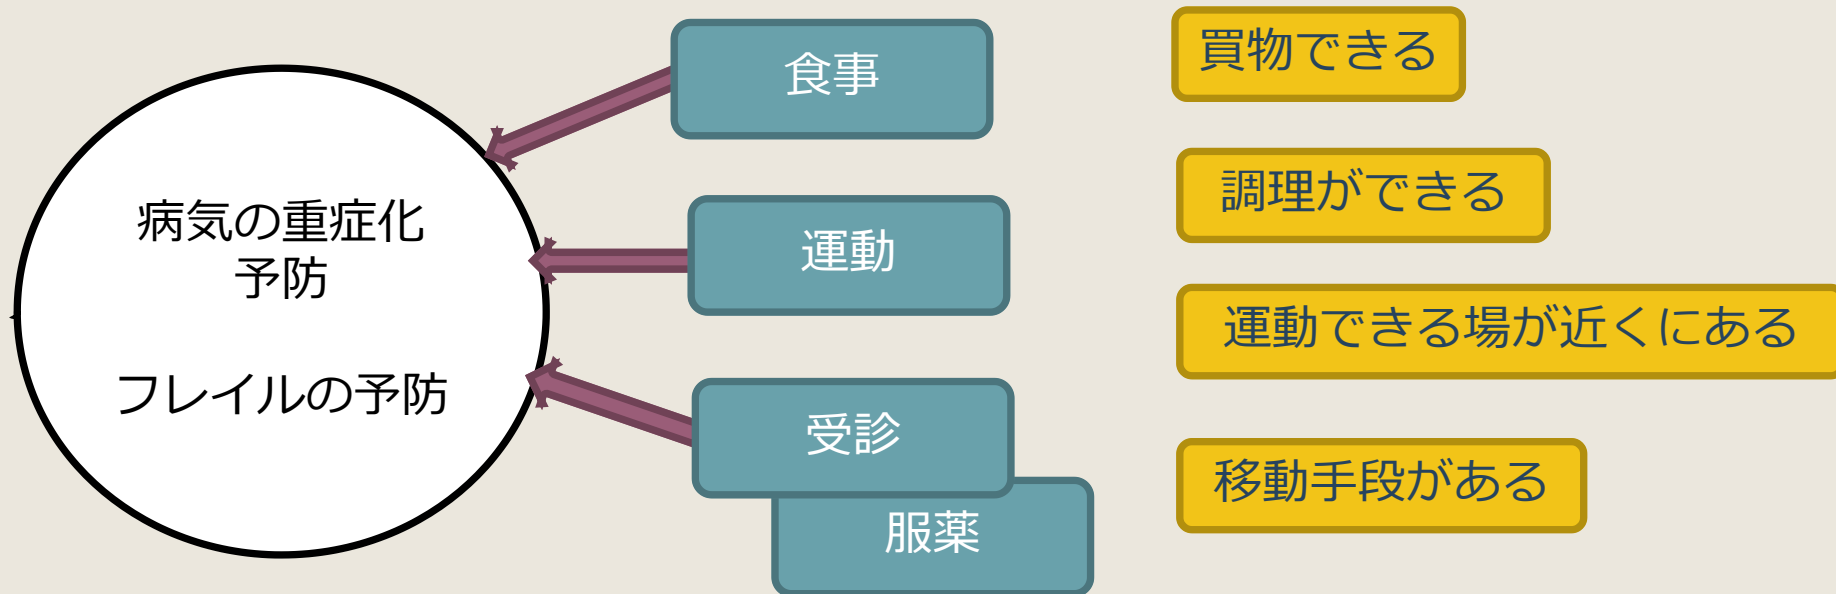 病気の重症化
予防
フレイルの予防
食事
運動
受診
服薬
買物できる
調理ができる
運動できる場が近くにある
移動手段がある